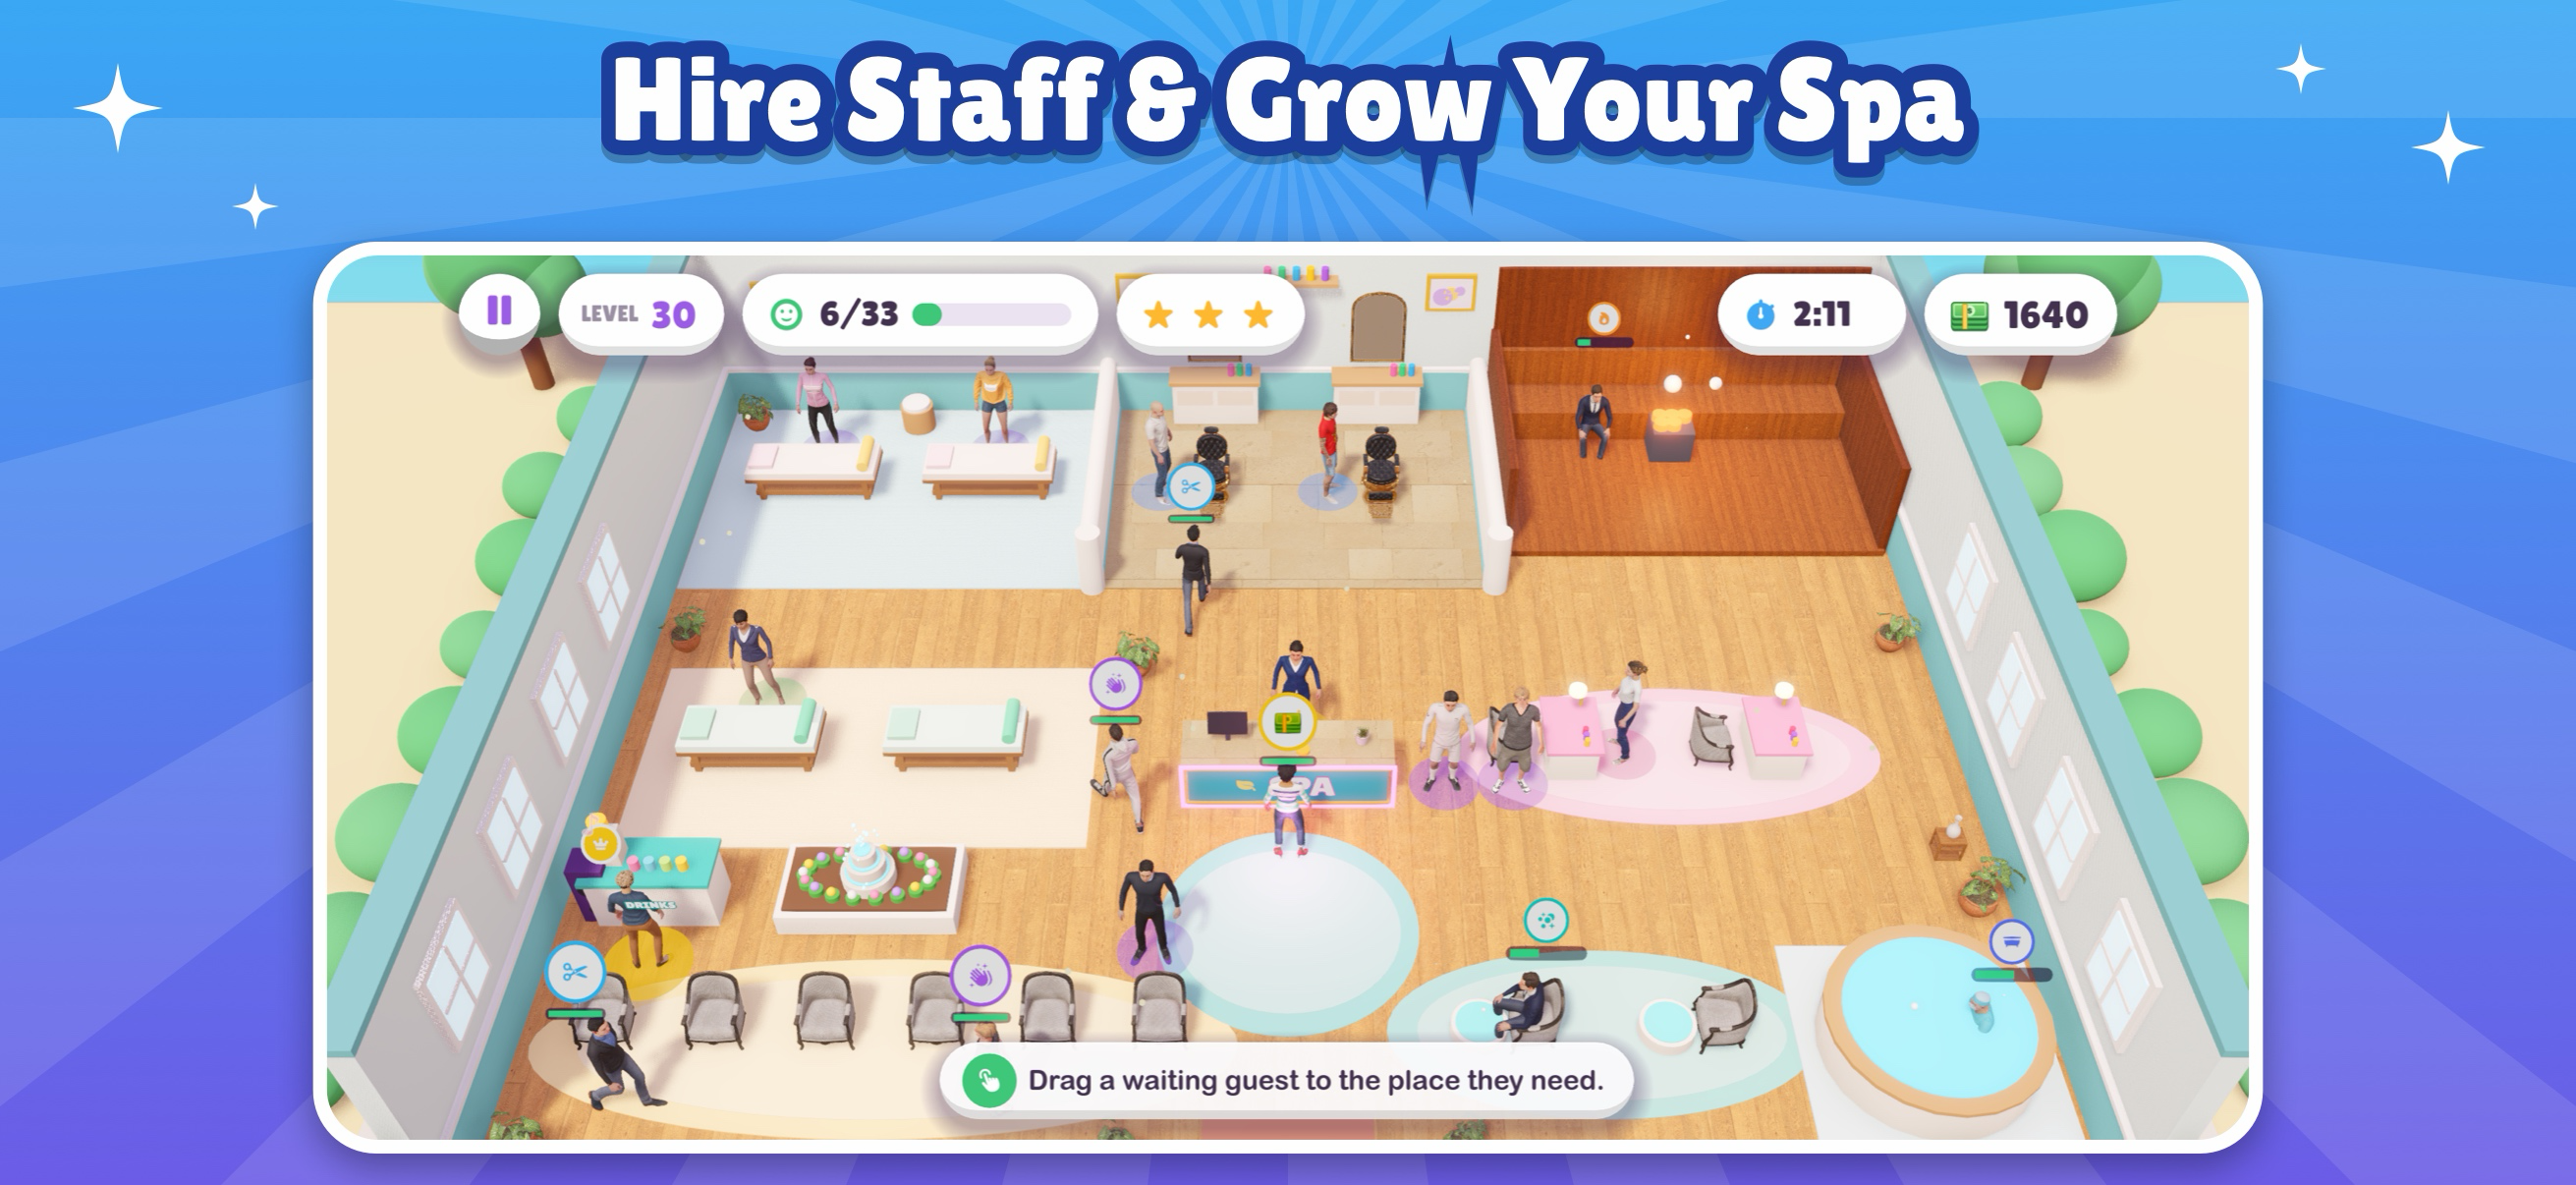 Hire Staff & Grow Your Spa
LEVEL 30
6/33
2:11
1640
DRINKS
Drag a waiting guest to the place they need.